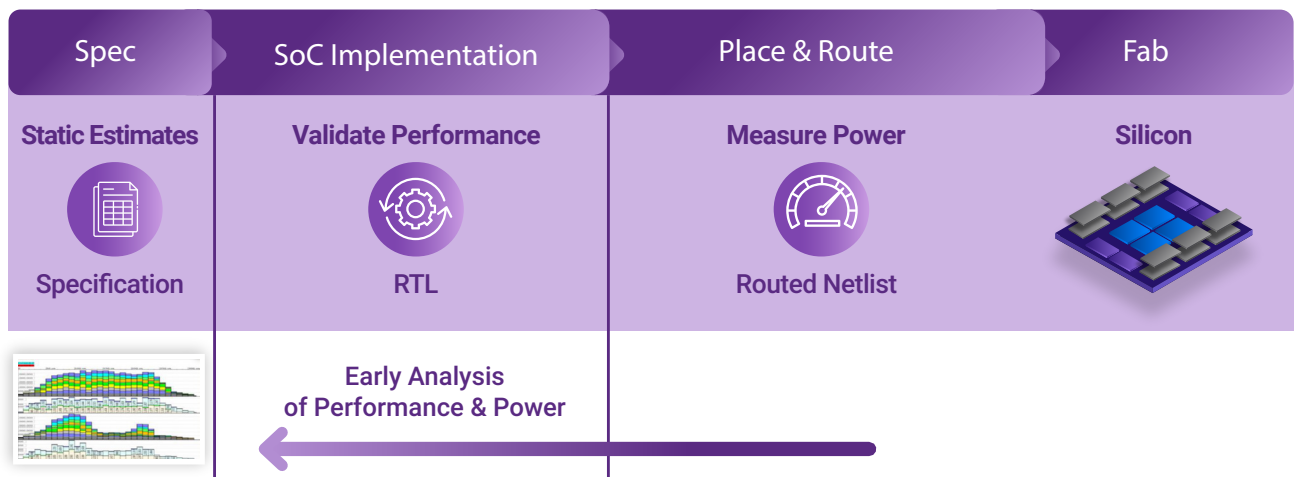 Spec
SoC Implementation
Place & Route
Fab
Static Estimates
Validate Performance
Measure Power
Silicon
Specification
RTL
Routed Netlist
Early Analysis
of Performance & Power